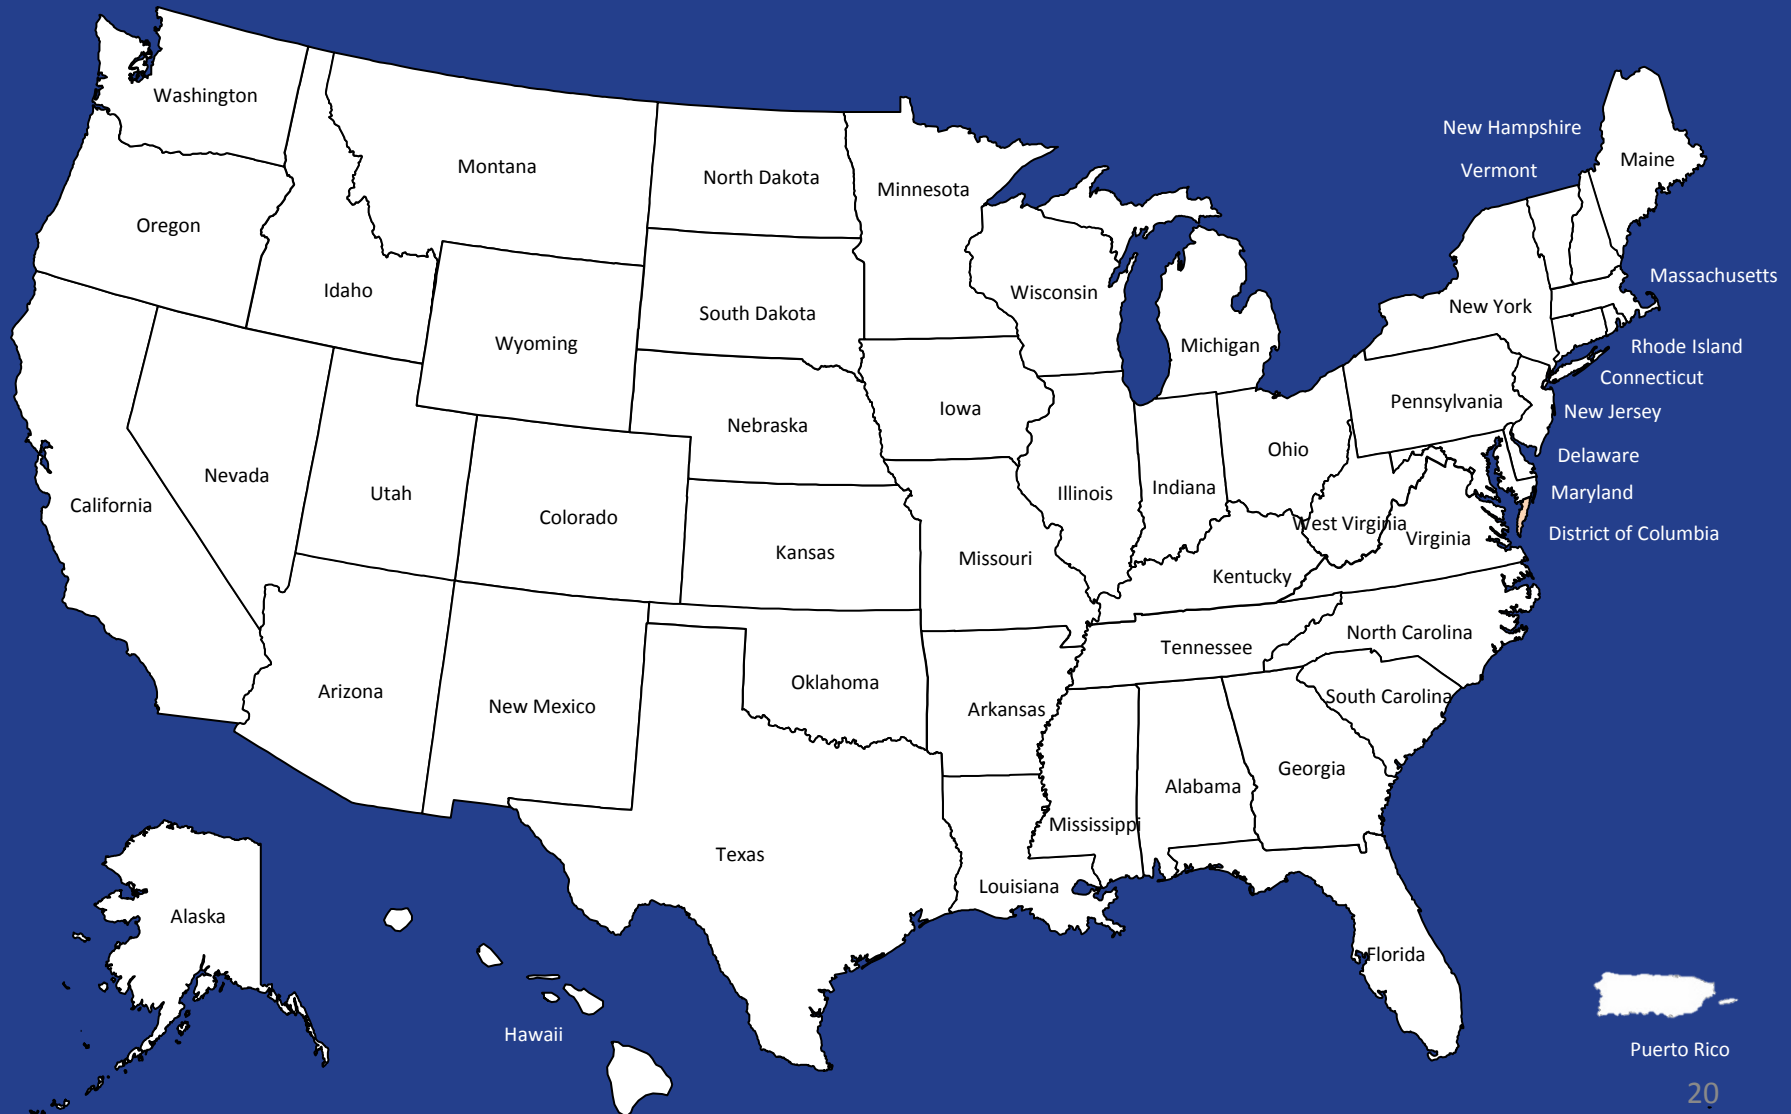 Washington
Montana
North Dakota
Minnesota
New Hampshire
Vermont
Maine
Oregon
Idaho
Wyoming
South Dakota
Wisconsin
Michigan
New York
Massachusetts
Rhode Island
Connecticut
New Jersey
Pennsylvania
Delaware
Maryland
District of Columbia
California
Nevada
Utah
Colorado
Nebraska
Iowa
Kansas
Missouri
Illinois
Indiana
Ohio
West Virginia
Virginia
Kentucky
Tennessee
North Carolina
South Carolina
Arizona
New Mexico
Oklahoma
Arkansas
Texas
Louisiana
Mississippi
Alabama
Georgia
Florida
Alaska
Hawaii
Puerto Rico
20